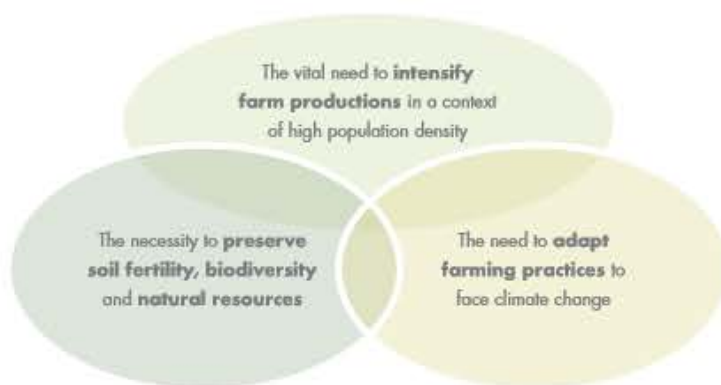 The vital need to intensify
farm productions in a context
of high population density
The necessity to preserve
soil fertility, biodiversity
and natural resources
The need to adapt
farming practices to
face climate change